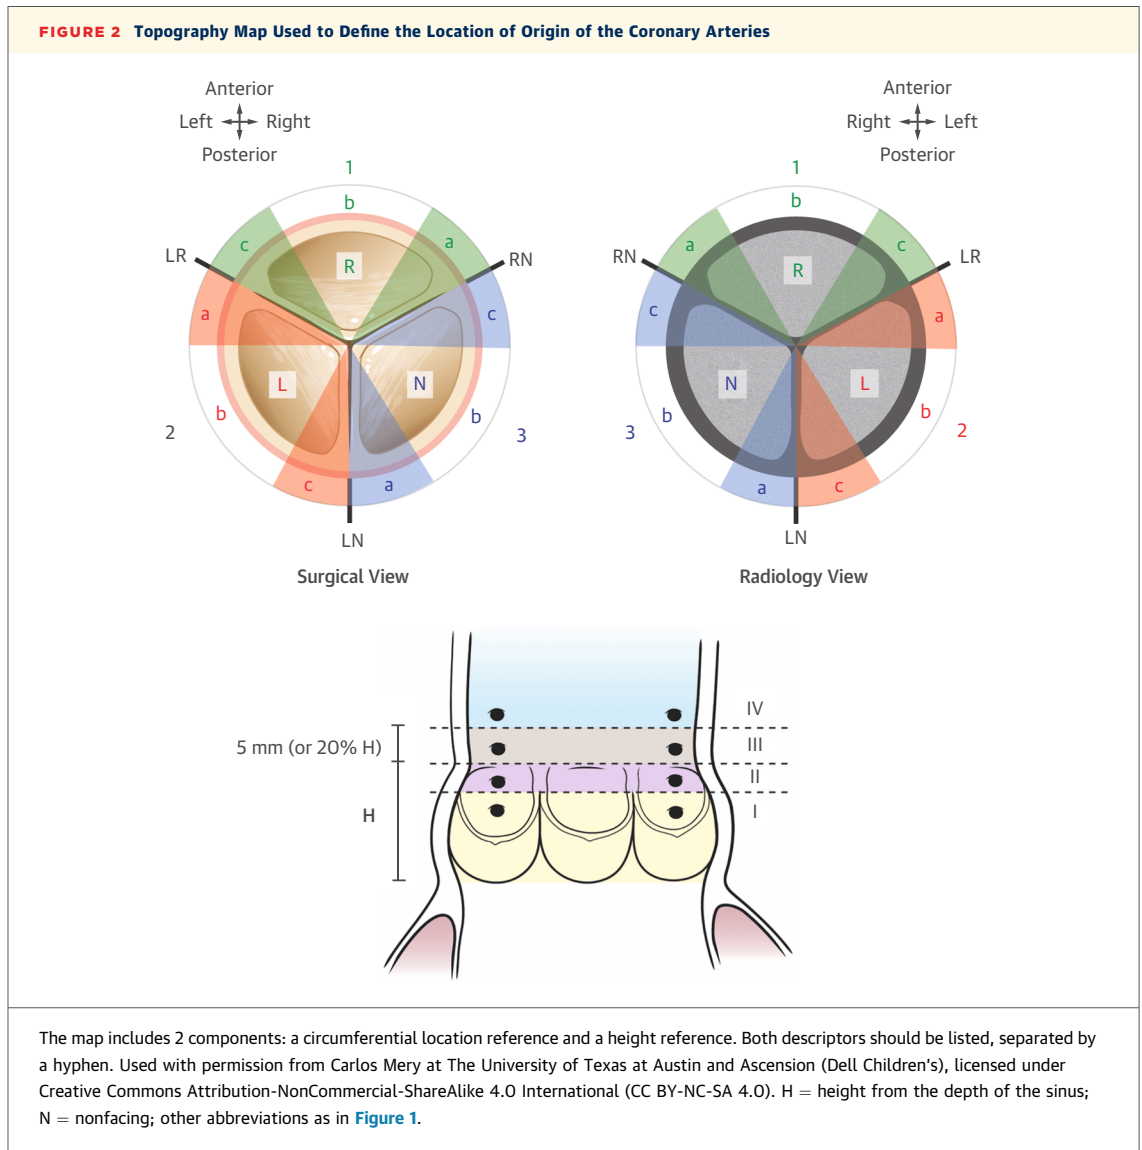 FIGURE 2 Topography Map Used to Define the Location of Origin of the Coronary Arteries
Anterior
Left Right
Posterior
1
b
c a
LR RN
R
a c
L N
b b
2 3
c a
LN
Surgical View
Anterior
Right Left
Posterior
1
b
a c
RN LR
R
c a
N L
b b
3 2
a c
LN
Radiology View
IV
5 mm (or 20% H) III
II
H I
The map includes 2 components: a circumferential location reference and a height reference. Both descriptors should be listed, separated by
a hyphen. Used with permission from Carlos Mery at The University of Texas at Austin and Ascension (Dell Children's), licensed under
Creative Commons Attribution-NonCommercial-ShareAlike 4.0 International (CC BY-NC-SA 4.0). H = height from the depth of the sinus;
N = nonfacing; other abbreviations as in Figure 1.